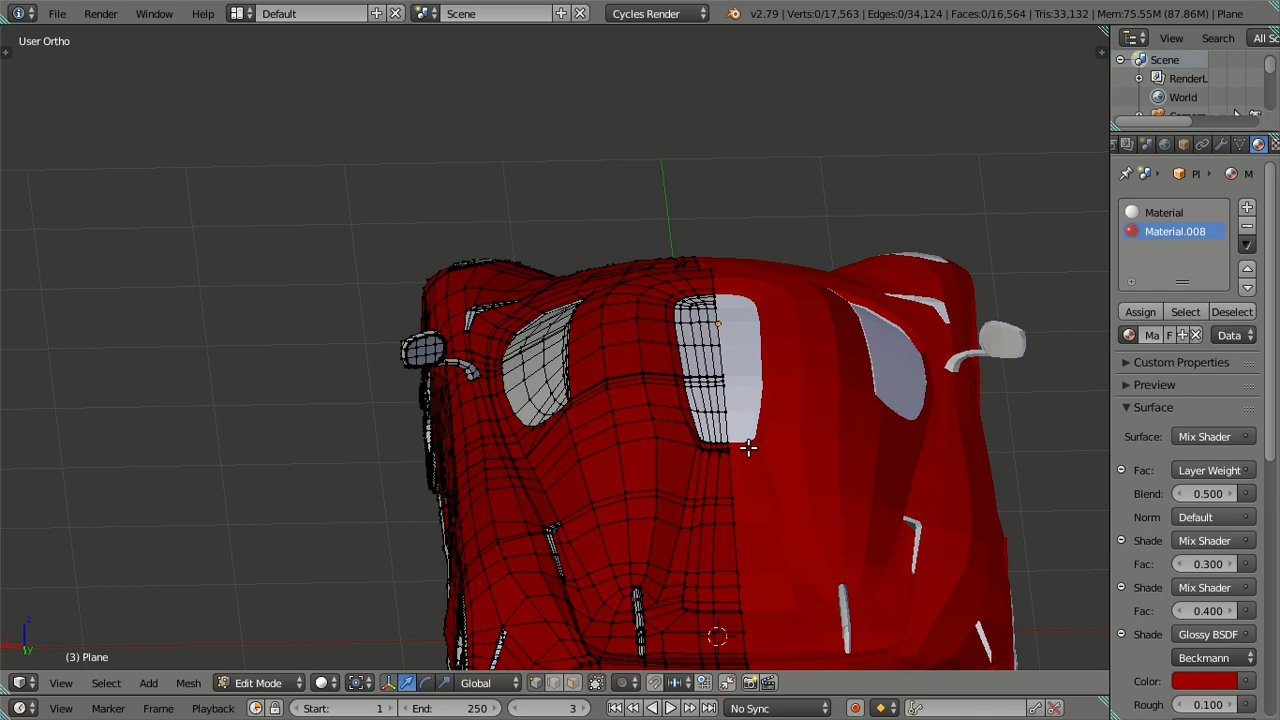 File Render Window Help Default Scene Cycles Render v2.79 | Verts:0/17,563 | Edges:0/34,124 | Faces:0/16,564 | Tris:33,132 | Mem:75.55M (87.86M) | Plane
User Ortho
View Search All Sc
Scene
RenderL
World
Pl M
Material
Material.008
Assign Select Deselect
Ma F Data
Custom Properties
Preview
Surface
Surface: Mix Shader
Fac: Layer Weight
Blend: 0.500
Norm Default
Shade Mix Shader
Fac: 0.300
Shade Mix Shader
Fac: 0.400
Shade Glossy BSDF
Beckmann
Color:
Rough 0.100
z
y
(3) Plane
View Select Add Mesh Edit Mode Global
View Marker Frame Playback Start: 1 End: 250 3 No Sync